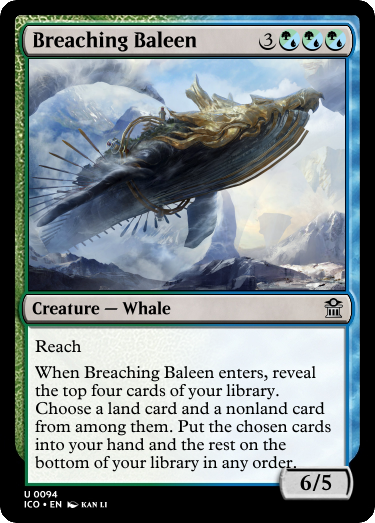 Breaching Baleen 3
Creature — Whale
Reach
When Breaching Baleen enters, reveal
the top four cards of your library.
Choose a land card and a nonland card
from among them. Put the chosen cards
into your hand and the rest on the
bottom of your library in any order.
6/5
U 0094
ICO • EN KAN LI